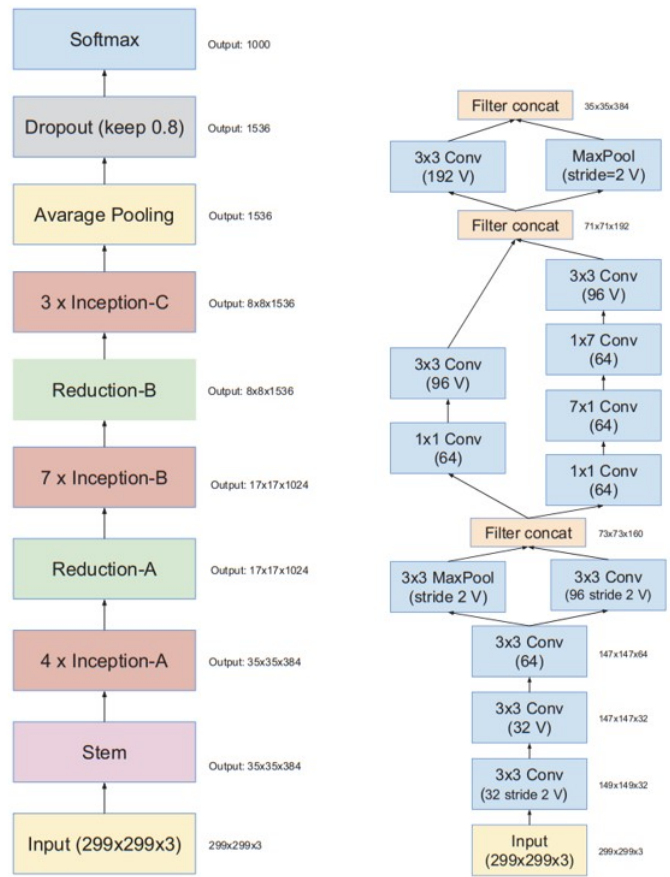 Softmax
Output: 1000
Dropout (keep 0.8)
Output: 1536
Avarage Pooling
Output: 1536
3 x Inception-C
Output: 8x8x1536
Reduction-B
Output: 8x8x1536
7 x Inception-B
Output: 17x17x1024
Reduction-A
Output: 17x17x1024
4 x Inception-A
Output: 35x35x384
Stem
Output: 35x35x384
Input (299x299x3)
299x299x3
Filter concat
35x35x384
3x3 Conv
(192 V)
MaxPool
(stride=2 V)
Filter concat
71x71x192
3x3 Conv
(96 V)
1x7 Conv
(64)
3x3 Conv
(96 V)
7x1 Conv
(64)
1x1 Conv
(64)
1x1 Conv
(64)
Filter concat
73x73x160
3x3 MaxPool
(stride 2 V)
3x3 Conv
(96 stride 2 V)
3x3 Conv
(64)
147x147x64
3x3 Conv
(32 V)
147x147x32
3x3 Conv
(32 stride 2 V)
149x149x32
Input
(299x299x3)
299x299x3